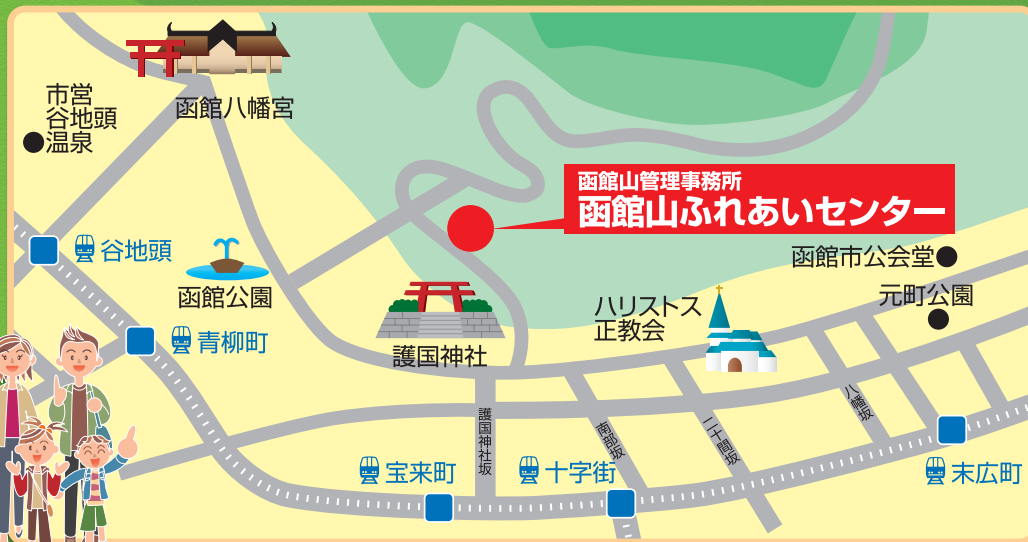 函館八幡宮
市営
谷地頭
温泉
函館山管理事務所
函館山ふれあいセンター
谷地頭
函館公園
函館市公会堂
元町公園
ハリストス
正教会
青柳町
護国神社
護国神社坂
南部坂
二十間坂
八幡坂
宝来町
十字街
末広町